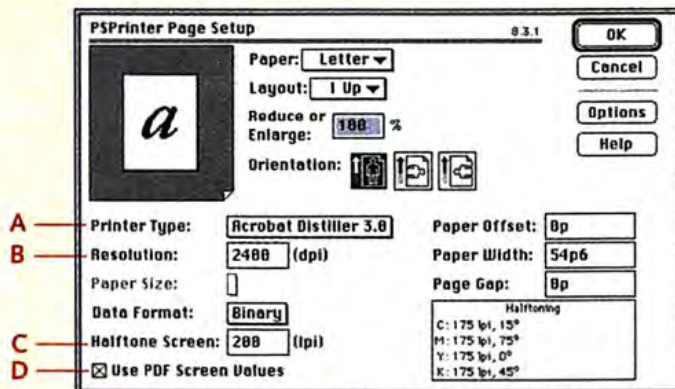 PSPrinter Page Setup
8.3.1
OK
Paper: Letter
Cancel
Layout: 1 Up
Reduce or
Enlarge: 100 %
Options
a
Help
Orientation:
A
Printer Type: Acrobat Distiller 3.0
Paper Offset: 0p
B
Resolution: 2400 (dpi)
Paper Width: 54p6
Paper Size:
Page Gap: 0p
Data Format: Binary
Halftoning
C: 175 lpi, 15°
C
Halftone Screen: 200 (lpi)
M: 175 lpi, 75°
Y: 175 lpi, 0°
D
Use PDF Screen Values
K: 175 lpi, 45°